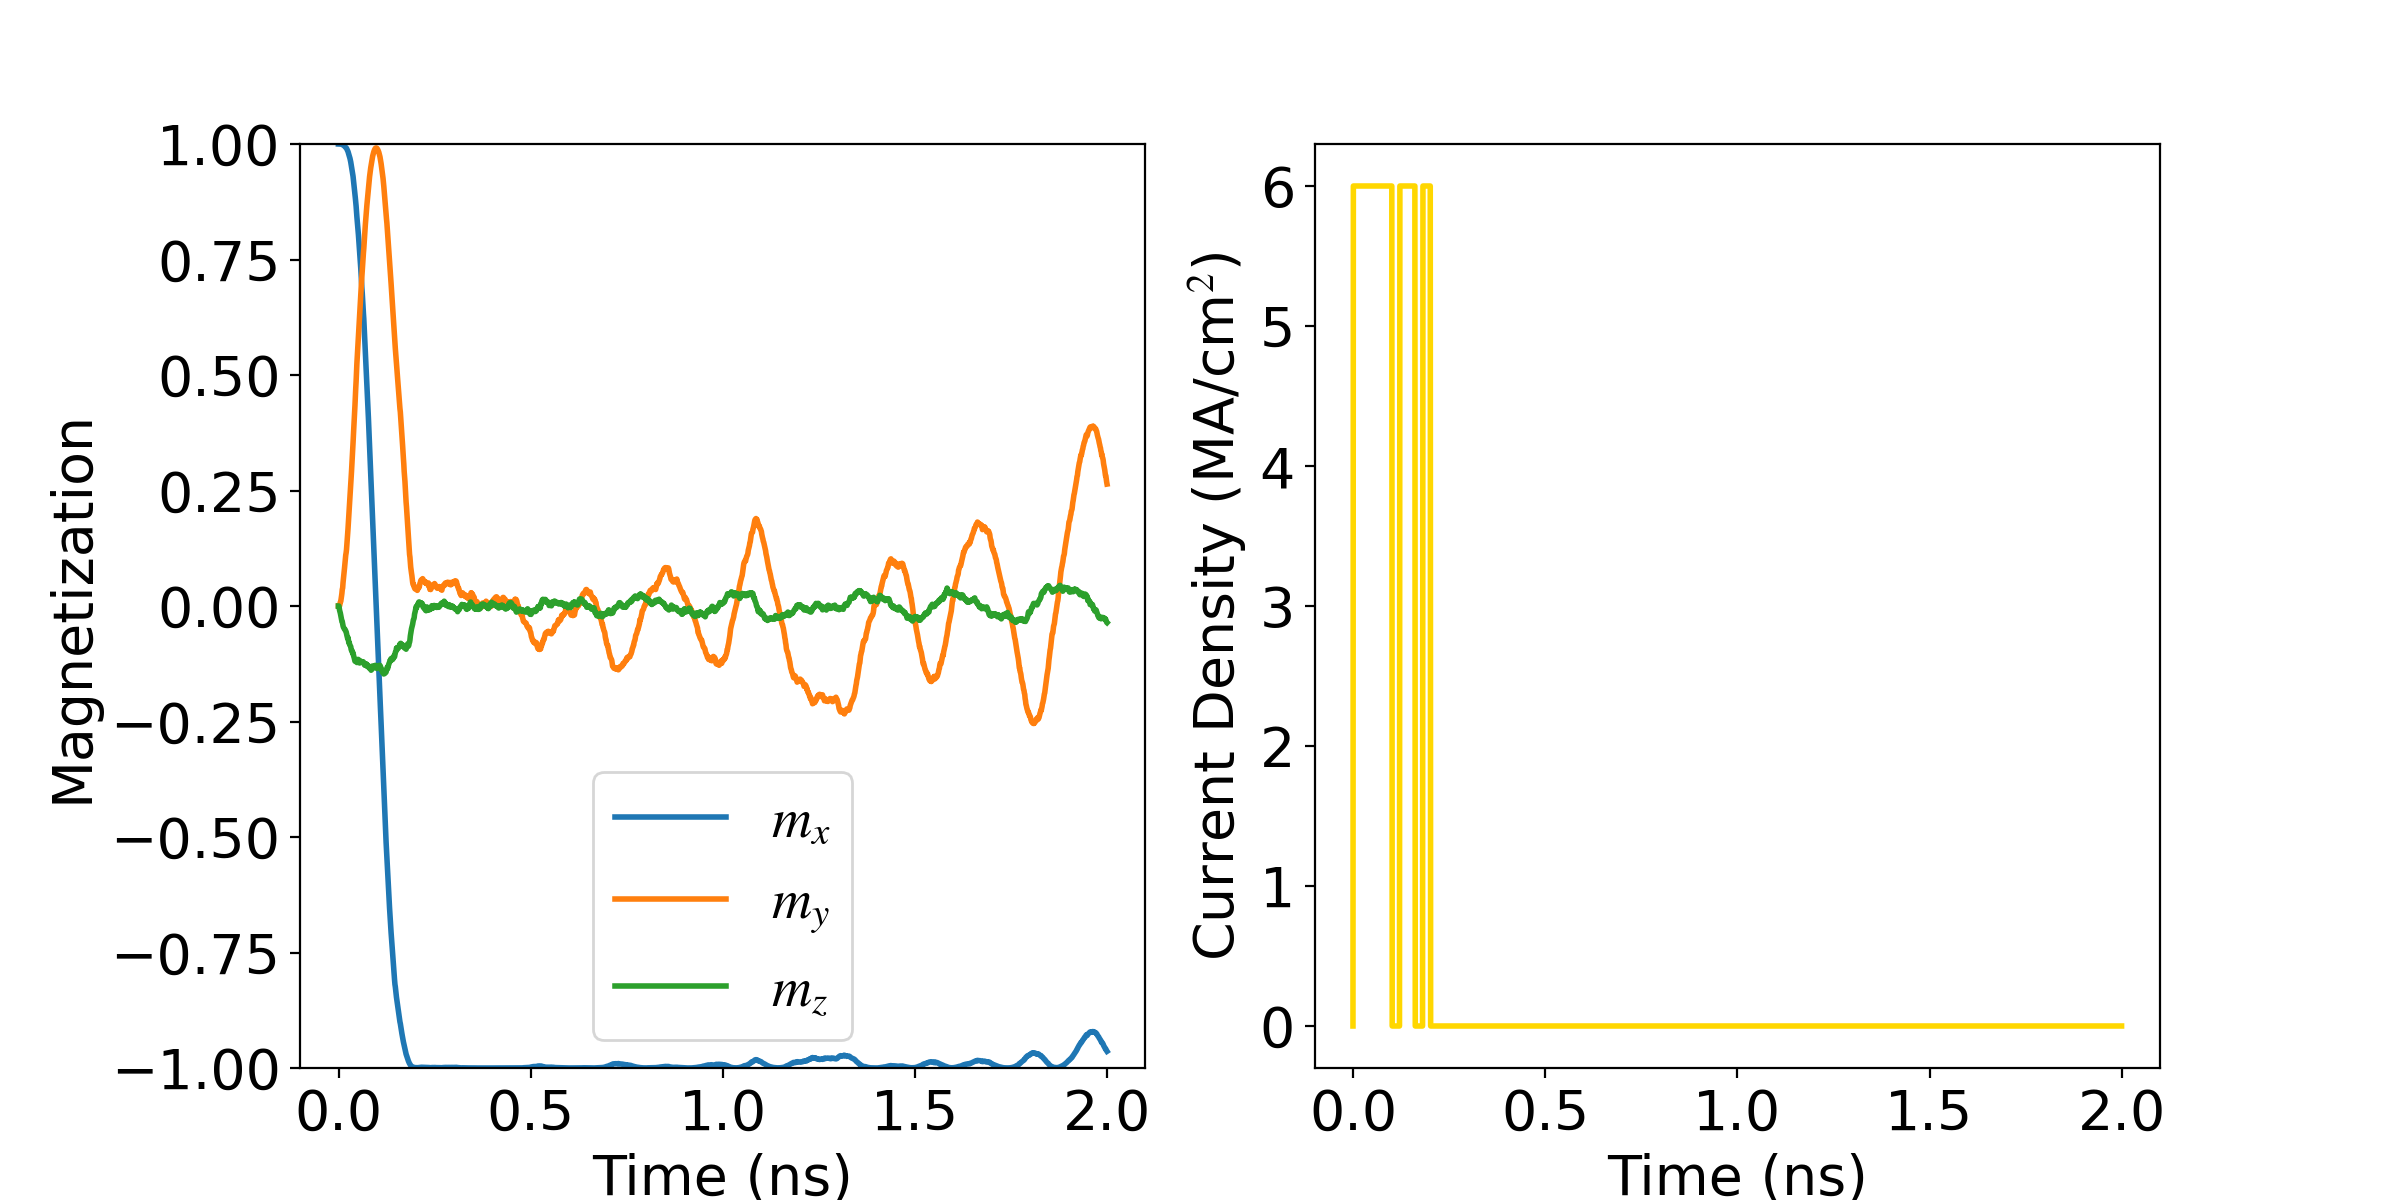 1.00
0.75
0.50
0.25
0.00
−0.25
−0.50
−0.75
−1.00
Magnetization
m_x
m_y
m_z
0.0 0.5 1.0 1.5 2.0
Time (ns)
6
5
4
3
2
1
0
Current Density (MA/cm²)
0.0 0.5 1.0 1.5 2.0
Time (ns)